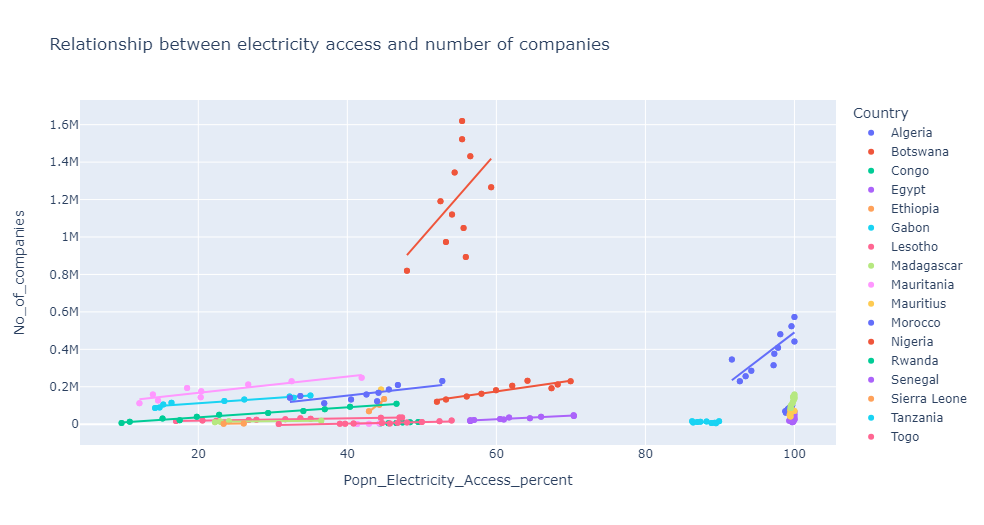 Relationship between electricity access and number of companies
Country
Algeria
Botswana
Congo
Egypt
Ethiopia
Gabon
Lesotho
Madagascar
Mauritania
Mauritius
Morocco
Nigeria
Rwanda
Senegal
Sierra Leone
Tanzania
Togo
1.6M
1.4M
1.2M
1M
0.8M
0.6M
0.4M
0.2M
0
No_of_companies
20 40 60 80 100
Popn_Electricity_Access_percent